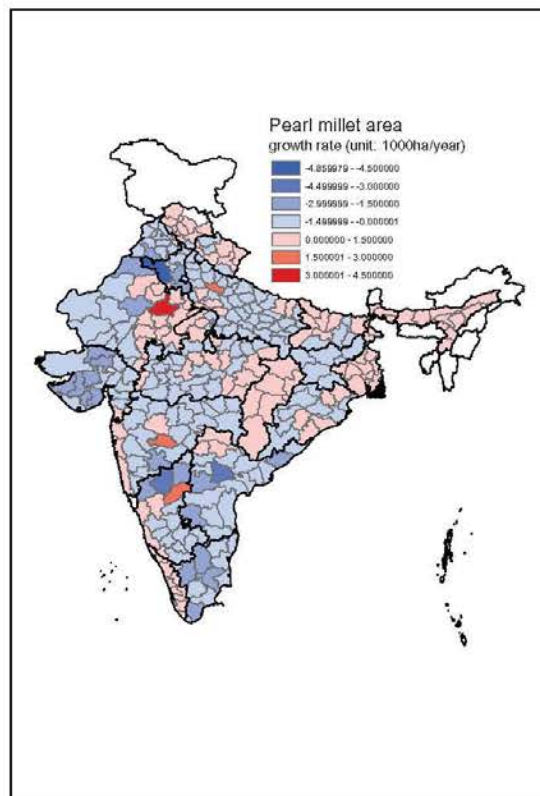 Pearl millet area
growth rate (unit: 1000ha/year)
-4.859979 - -4.500000
-4.499999 - -3.000000
-2.999999 - -1.500000
-1.499999 - -0.000001
0.000000 - 1.500000
1.500001 - 3.000000
3.000001 - 4.500000